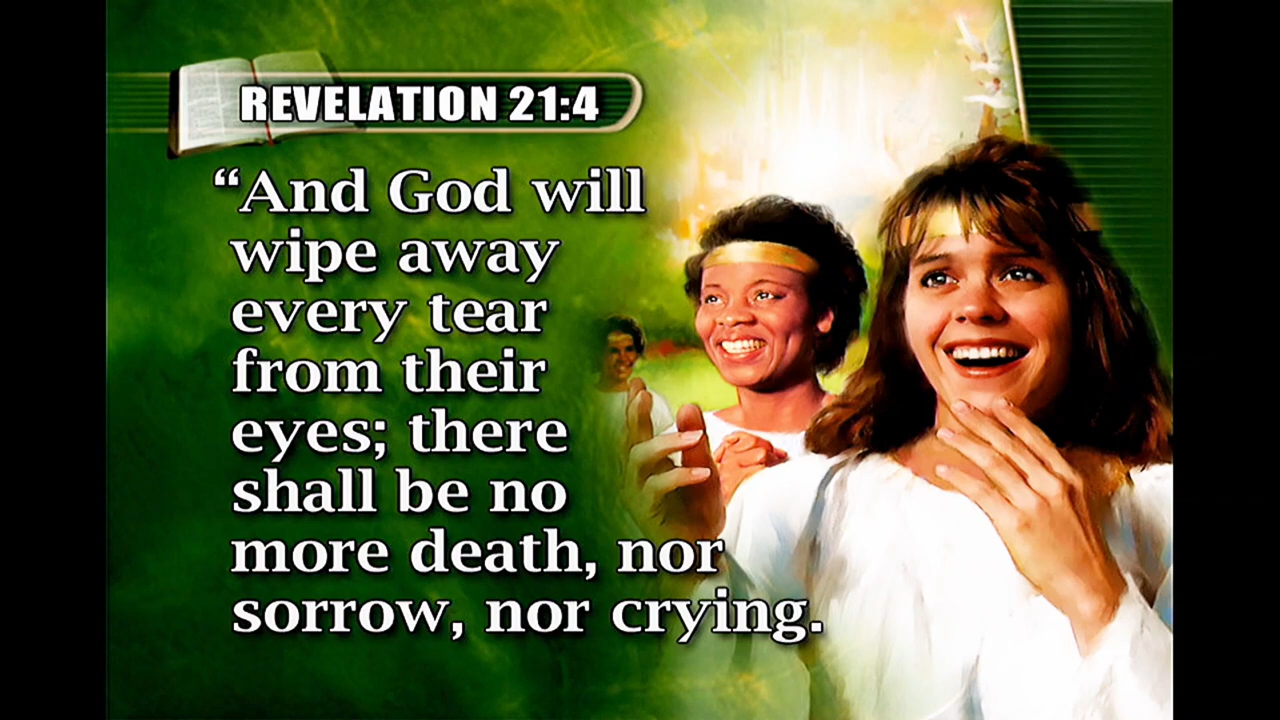 REVELATION 21:4
“And God will
wipe away
every tear
from their
eyes; there
shall be no
more death, nor
sorrow, nor crying.